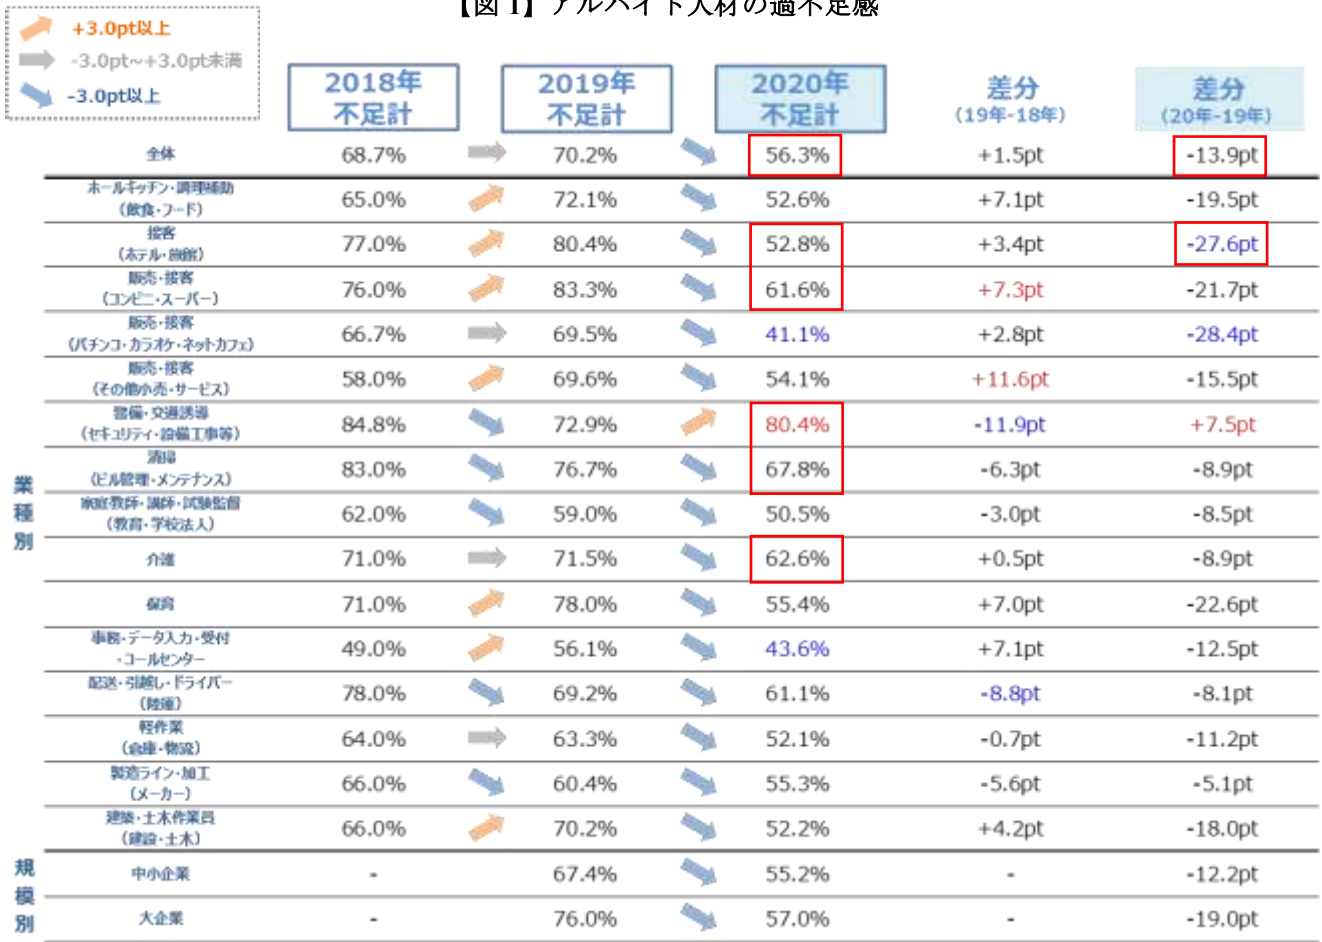 【図1】アルバイト人材の過不足感
+3.0pt以上
-3.0pt~+3.0pt未満
-3.0pt以上
2018年 2019年 2020年 差分 差分
不足計 不足計 不足計 (19年-18年) (20年-19年)
全体 68.7% 70.2% 56.3% +1.5pt -13.9pt
業種別
ホールキッチン・調理補助
(飲食・フード) 65.0% 72.1% 52.6% +7.1pt -19.5pt
接客
(ホテル・旅館) 77.0% 80.4% 52.8% +3.4pt -27.6pt
販売・接客
(コンビニ・スーパー) 76.0% 83.3% 61.6% +7.3pt -21.7pt
販売・接客
(パチンコ・カラオケ・ネットカフェ) 66.7% 69.5% 41.1% +2.8pt -28.4pt
販売・接客
(その他小売・サービス) 58.0% 69.6% 54.1% +11.6pt -15.5pt
警備・交通誘導
(セキュリティ・設備工事等) 84.8% 72.9% 80.4% -11.9pt +7.5pt
清掃
(ビル管理・メンテナンス) 83.0% 76.7% 67.8% -6.3pt -8.9pt
家庭教師・講師・試験監督
(教育・学校法人) 62.0% 59.0% 50.5% -3.0pt -8.5pt
介護 71.0% 71.5% 62.6% +0.5pt -8.9pt
保育 71.0% 78.0% 55.4% +7.0pt -22.6pt
事務・データ入力・受付
・コールセンター 49.0% 56.1% 43.6% +7.1pt -12.5pt
配送・引越し・ドライバー
(陸運) 78.0% 69.2% 61.1% -8.8pt -8.1pt
軽作業
(倉庫・物流) 64.0% 63.3% 52.1% -0.7pt -11.2pt
製造ライン・加工
(メーカー) 66.0% 60.4% 55.3% -5.6pt -5.1pt
建築・土木作業員
(建設・土木) 66.0% 70.2% 52.2% +4.2pt -18.0pt
規模別
中小企業 - 67.4% 55.2% - -12.2pt
大企業 - 76.0% 57.0% - -19.0pt